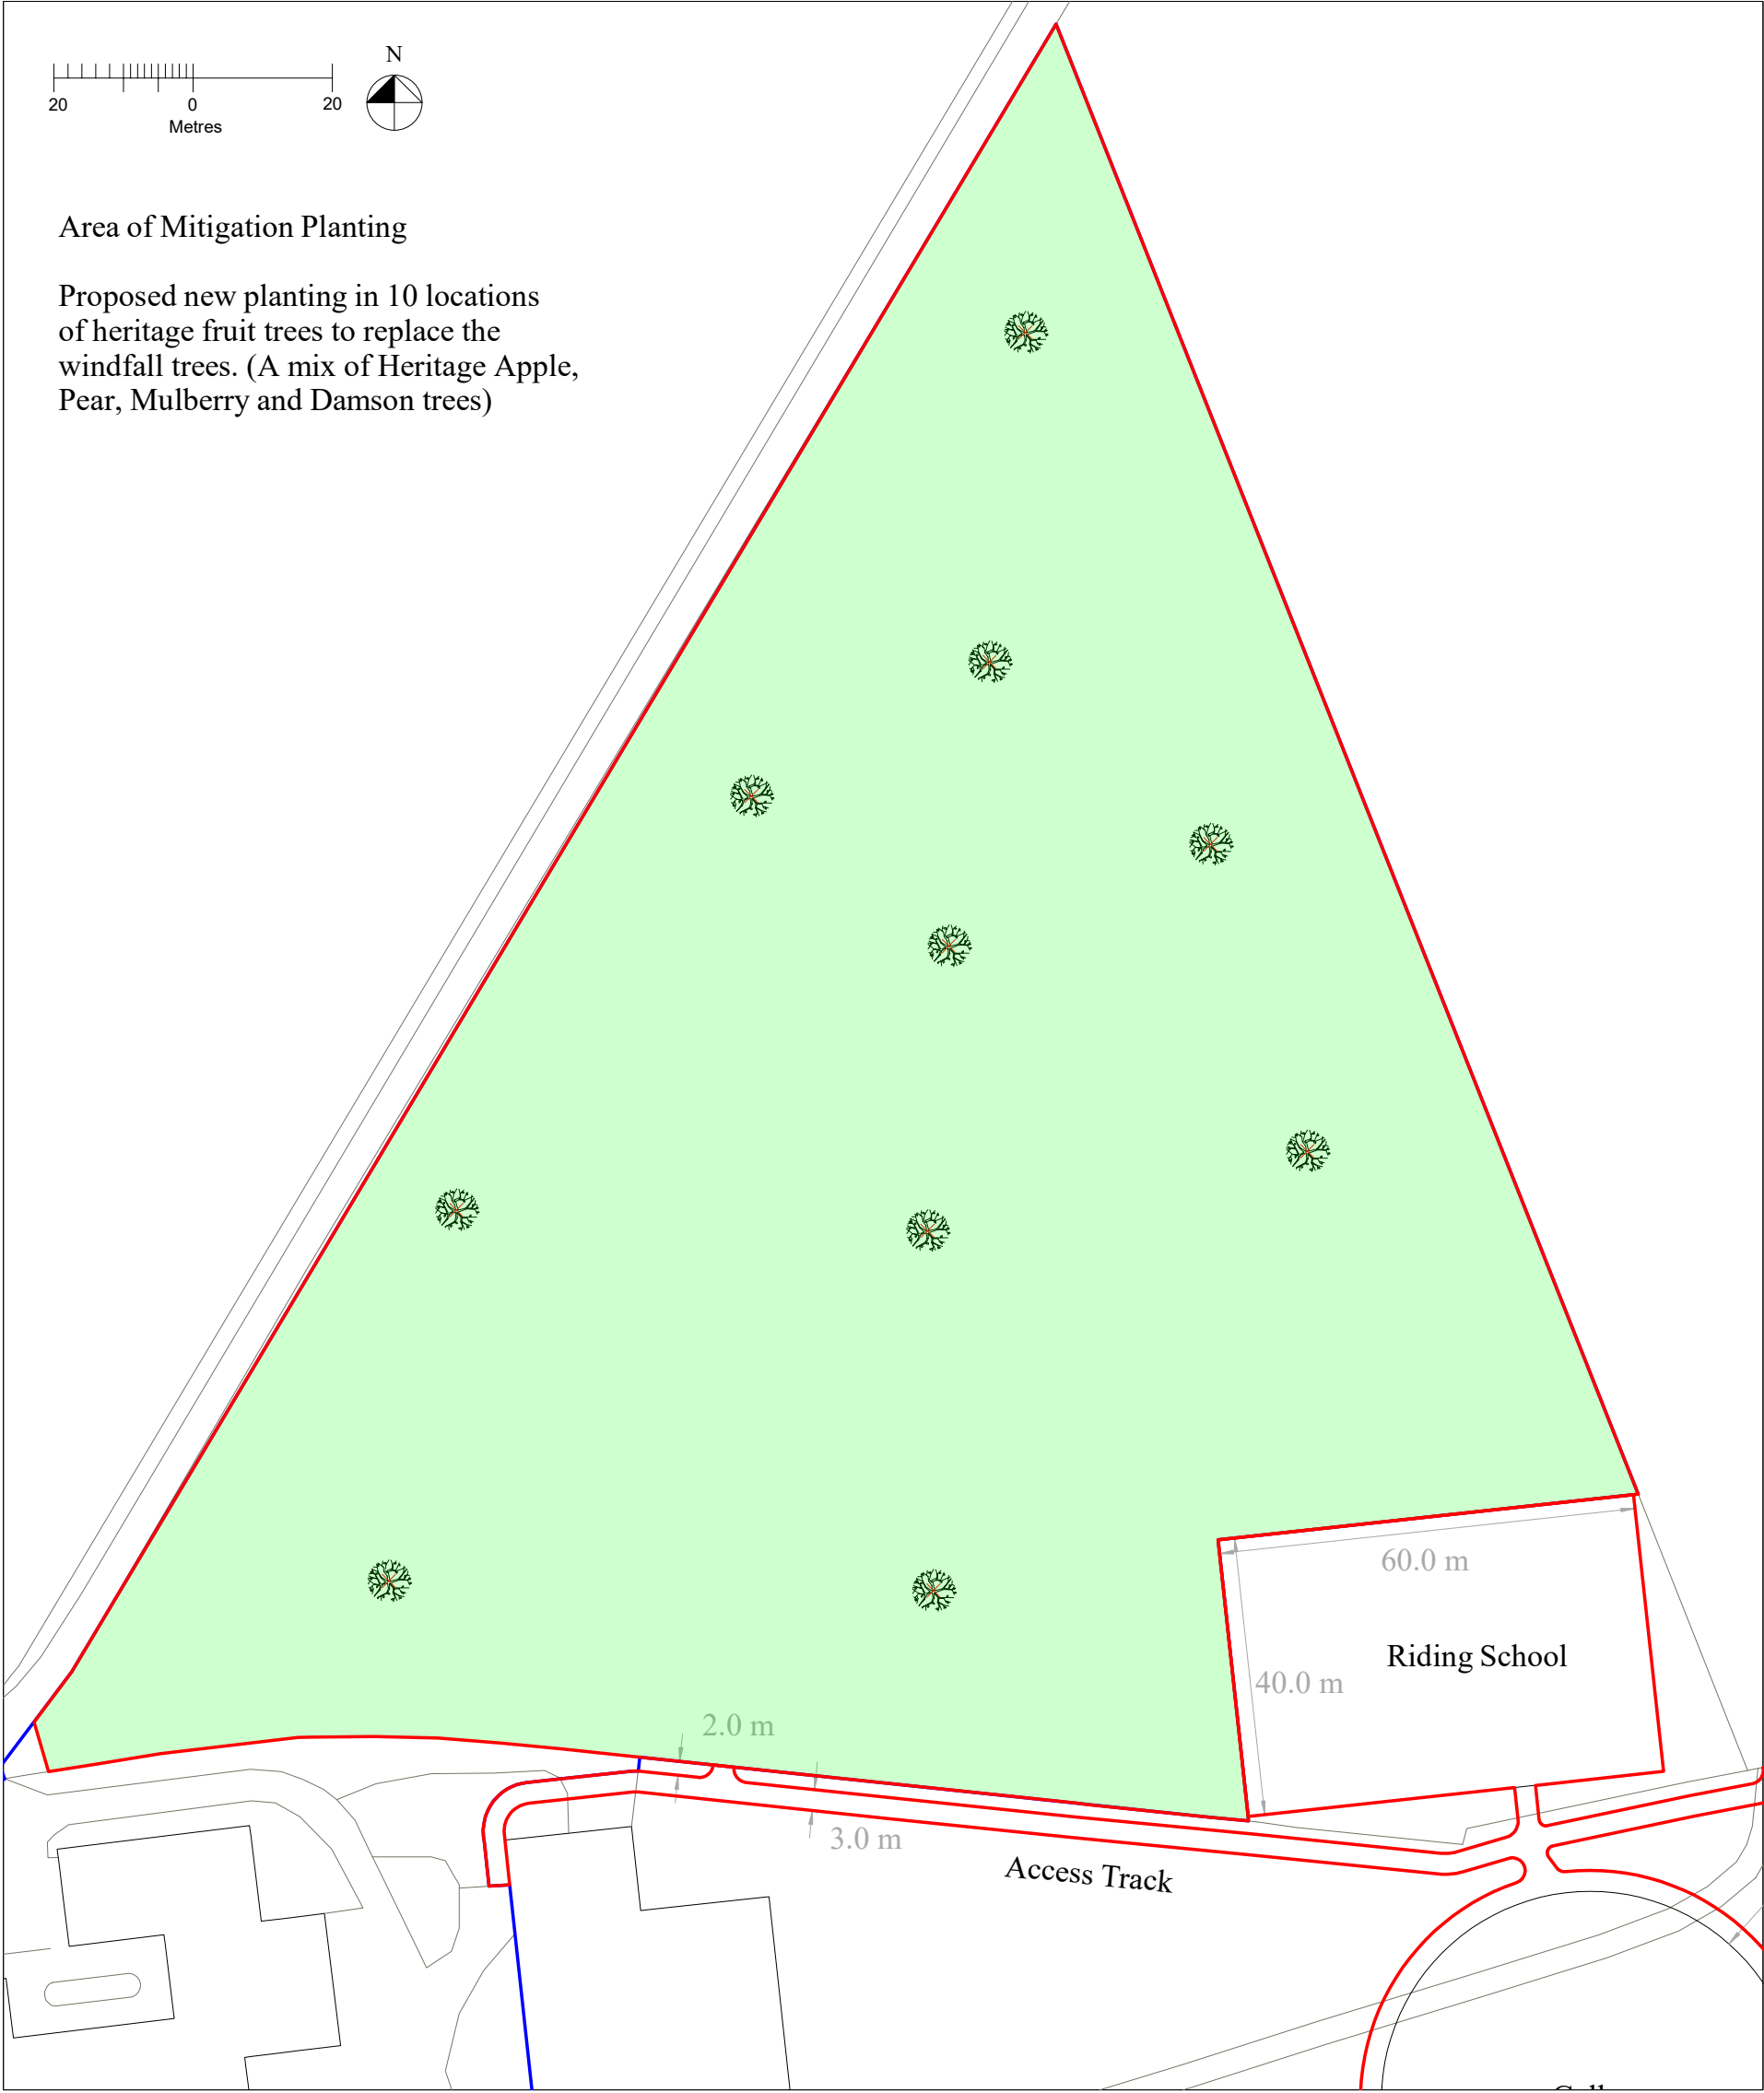 N
20 0 20
Metres
Area of Mitigation Planting
Proposed new planting in 10 locations
of heritage fruit trees to replace the
windfall trees. (A mix of Heritage Apple,
Pear, Mulberry and Damson trees)
60.0 m
Riding School
40.0 m
2.0 m
3.0 m
Access Track